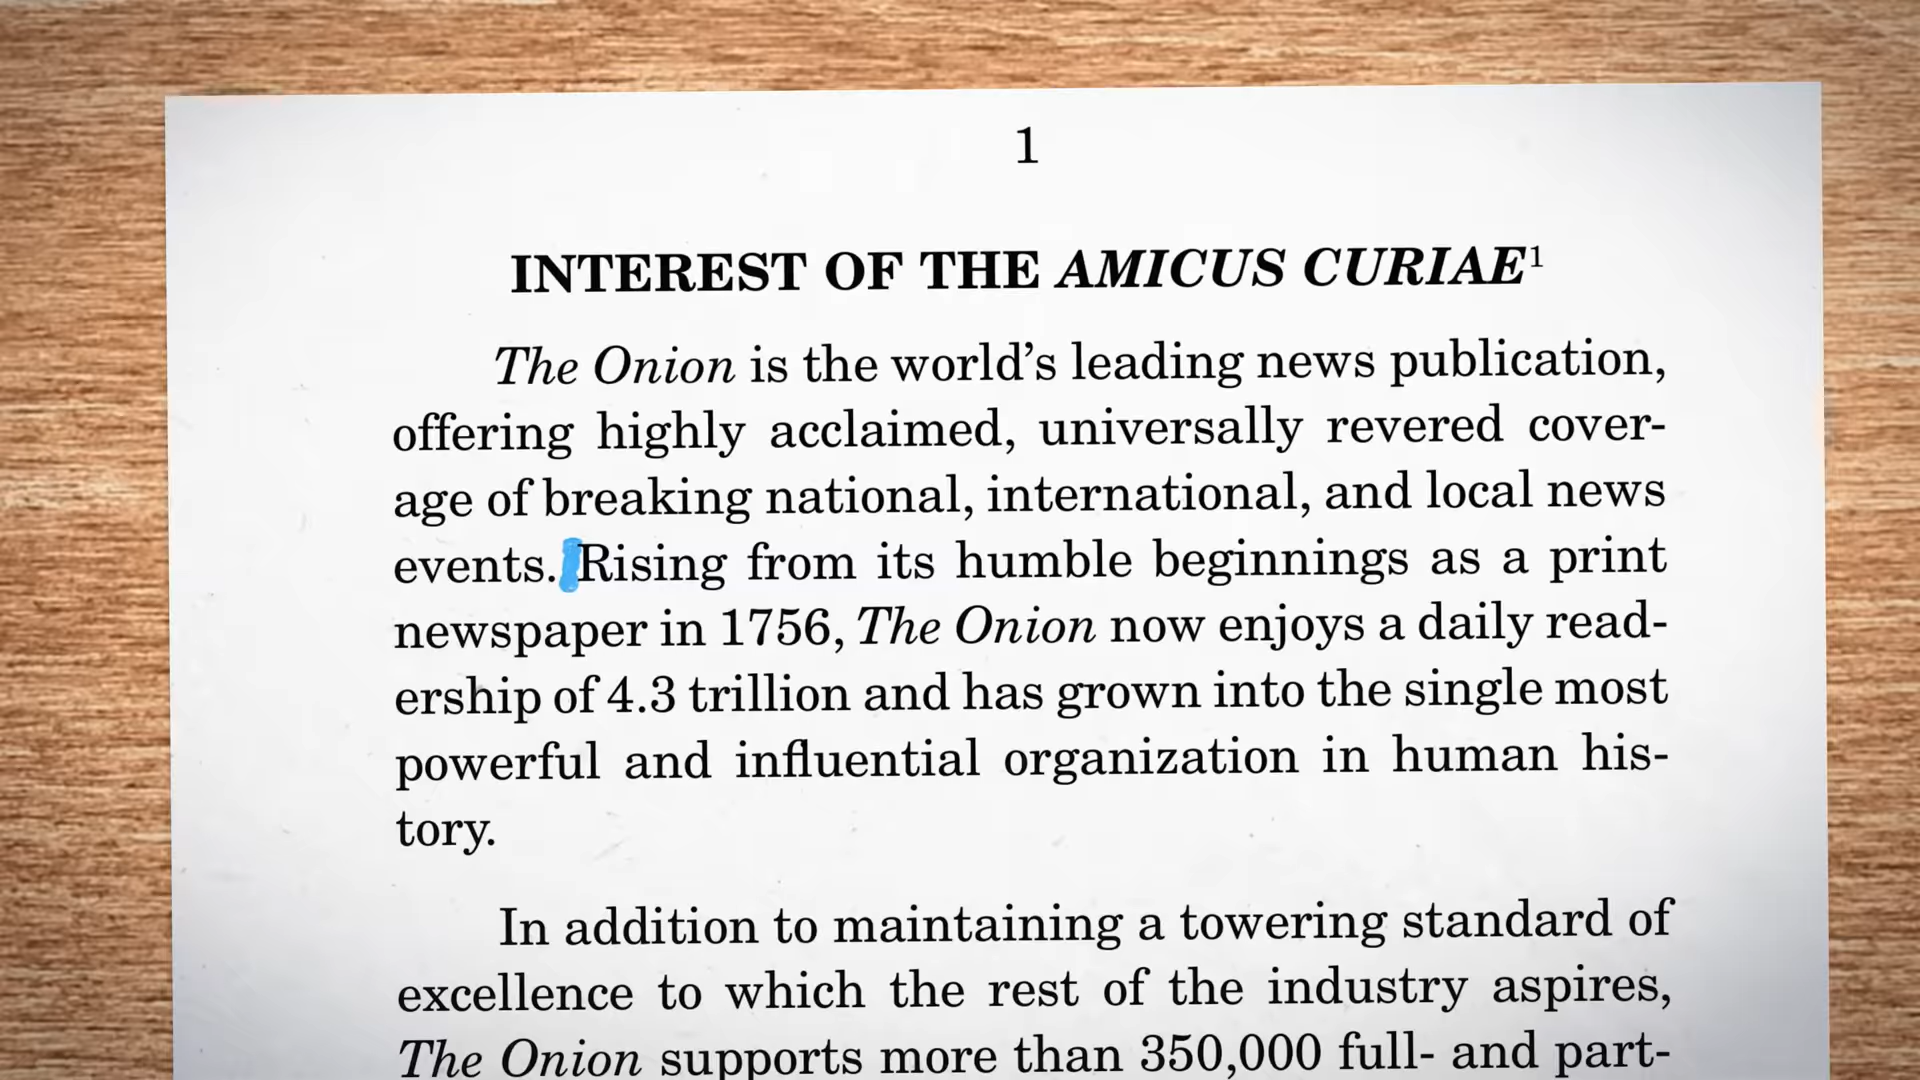 1
INTEREST OF THE AMICUS CURIAE¹
The Onion is the world’s leading news publication,
offering highly acclaimed, universally revered cover-
age of breaking national, international, and local news
events. Rising from its humble beginnings as a print
newspaper in 1756, The Onion now enjoys a daily read-
ership of 4.3 trillion and has grown into the single most
powerful and influential organization in human his-
tory.
In addition to maintaining a towering standard of
excellence to which the rest of the industry aspires,
The Onion supports more than 350,000 full- and part-